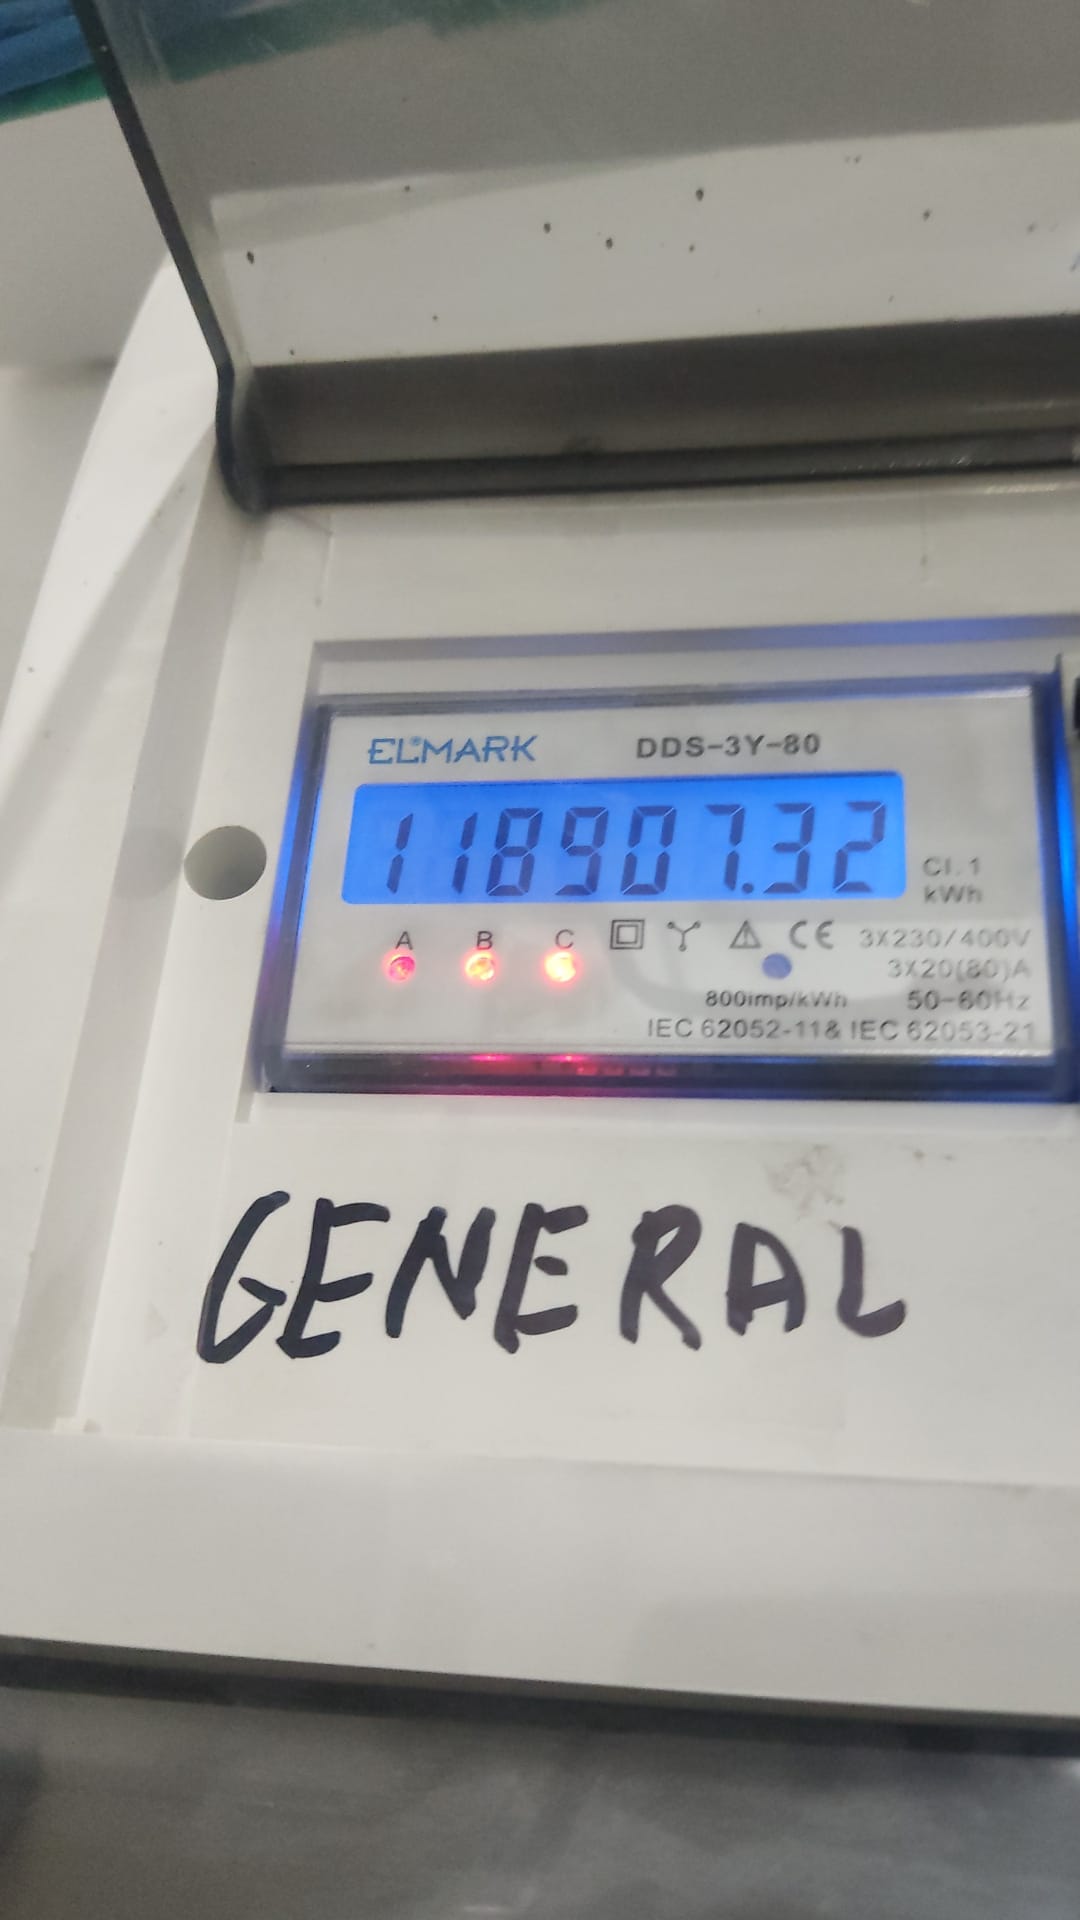 ELMARK DDS-3Y-80
118907.32
Cl.1
kWh
A B C CE 3X230/400V
3X20(80)A
800imp/kWh 50-60Hz
IEC 62052-11& IEC 62053-21
GENERAL